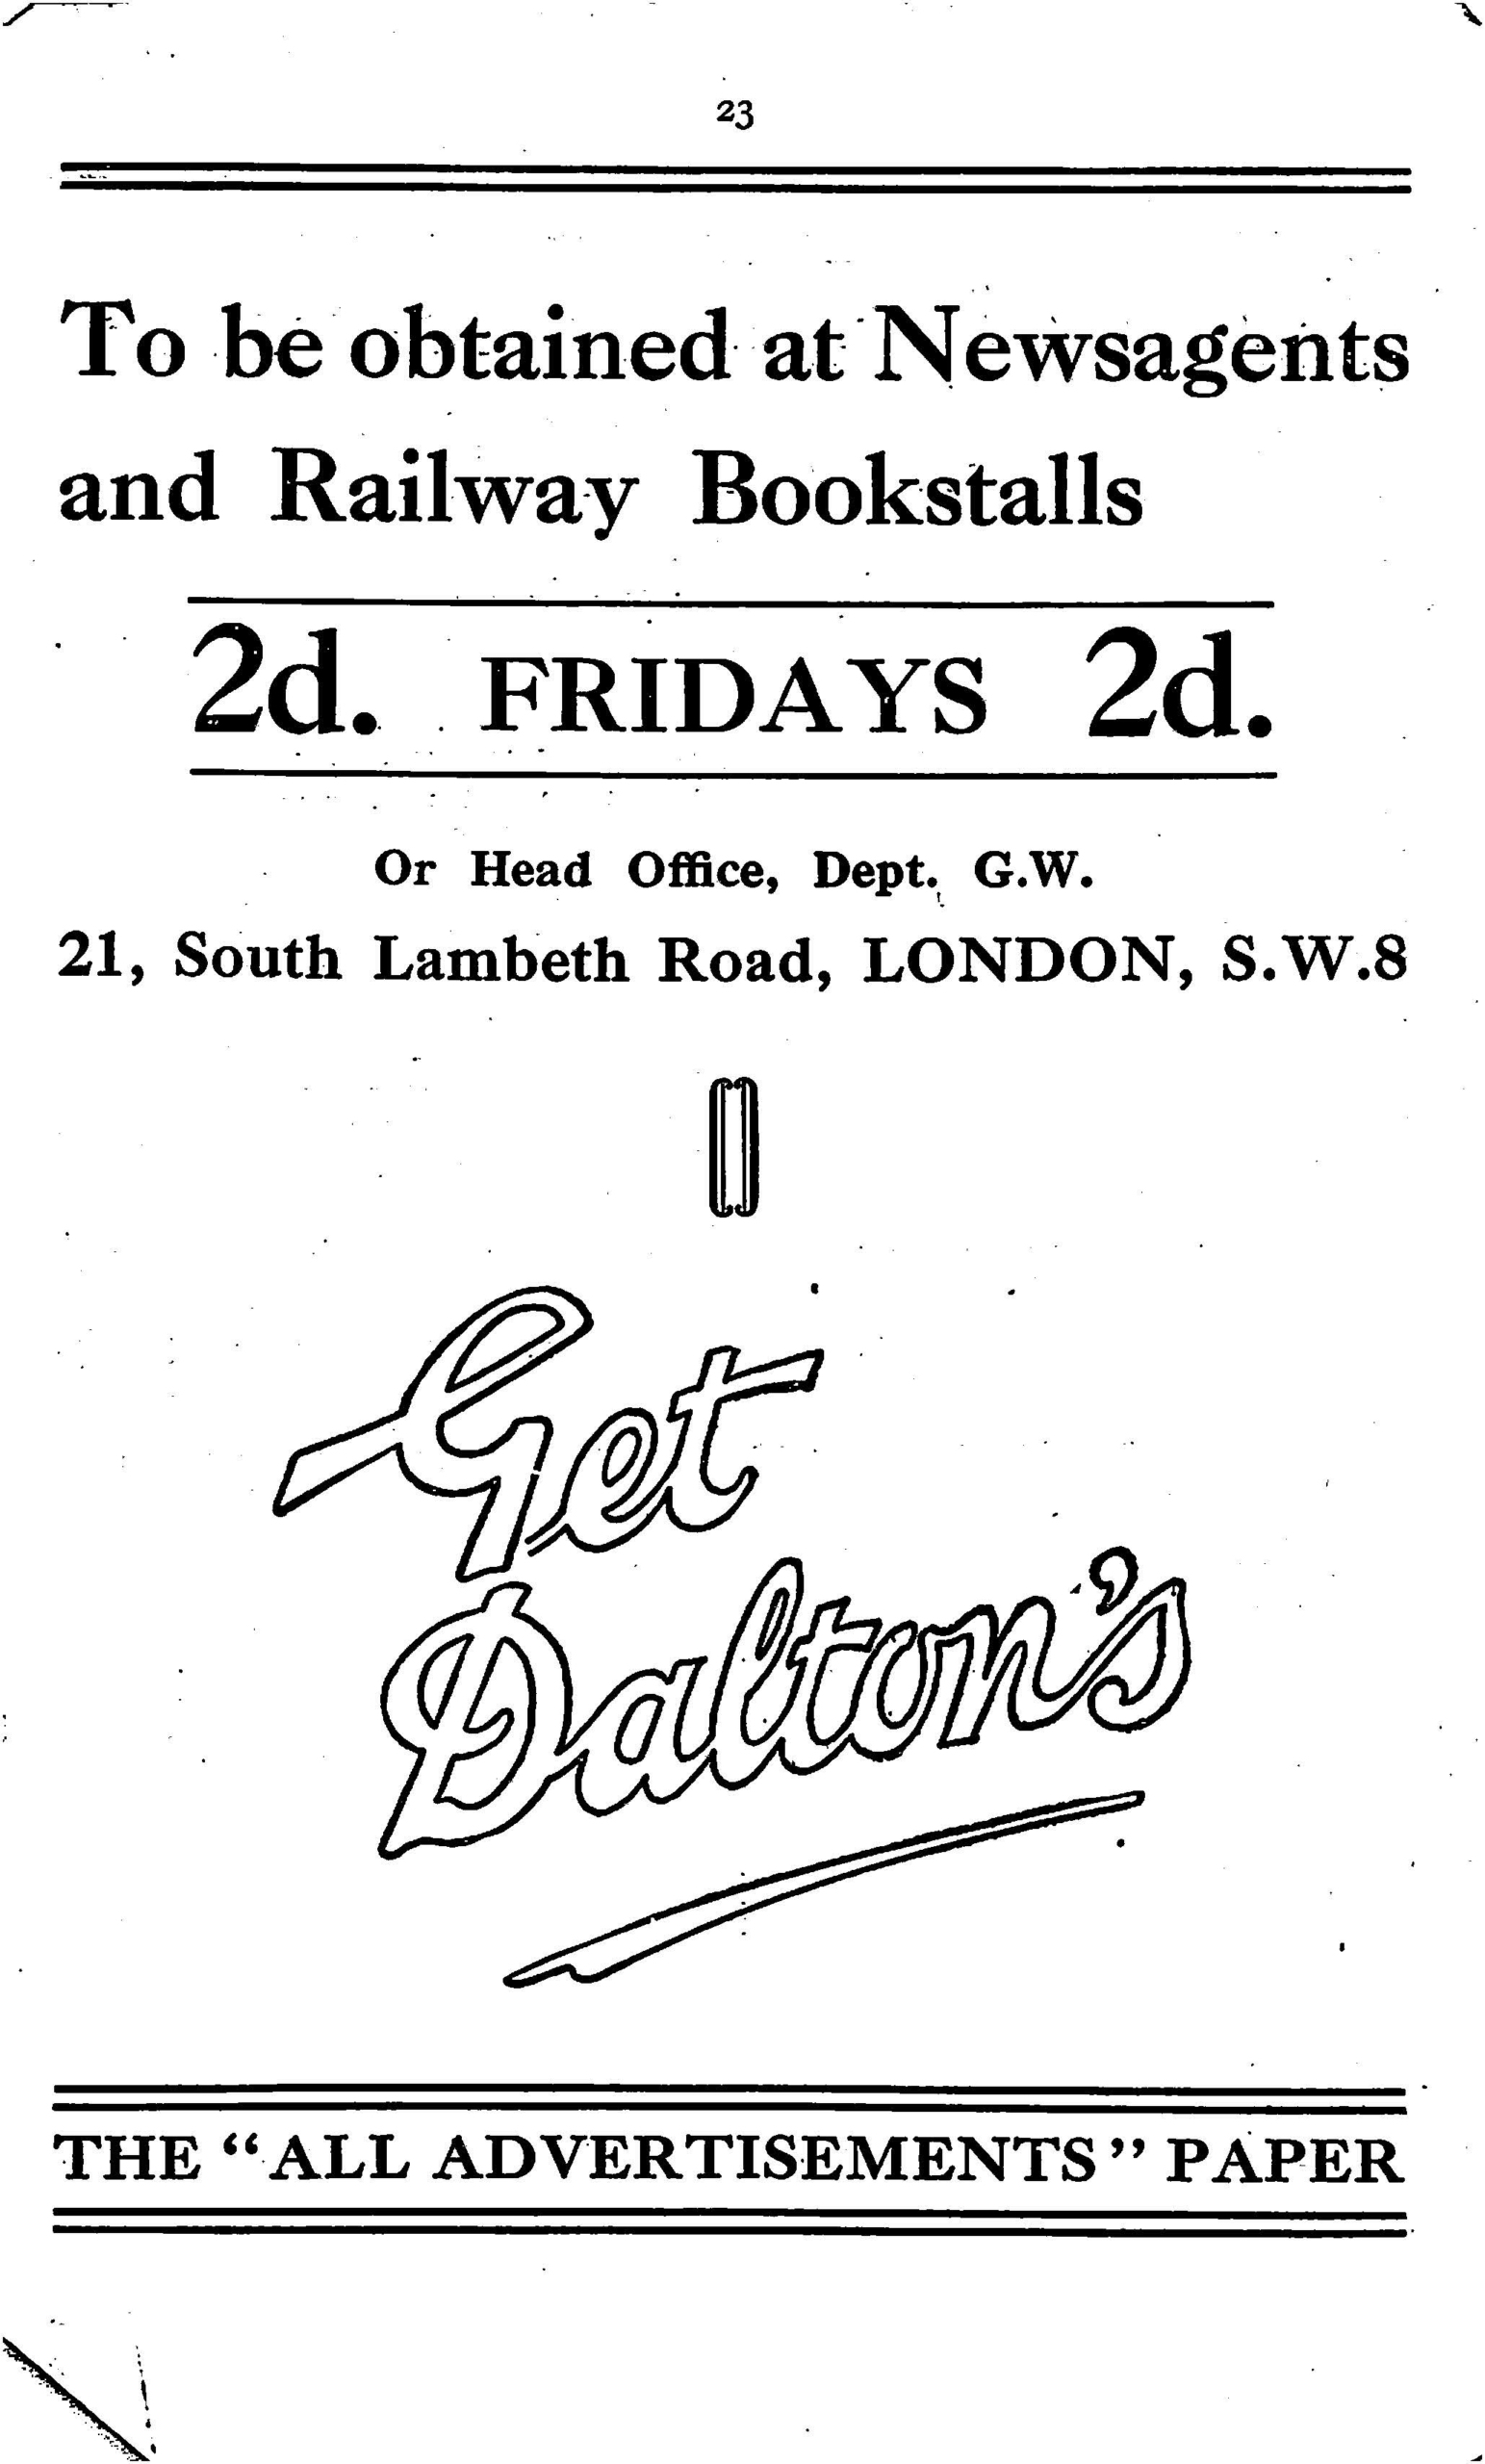 23
To be obtained at Newsagents
and Railway Bookstalls
2d. FRIDAYS 2d.
Or Head Office, Dept. G.W.
21, South Lambeth Road, LONDON, S.W.8
Get
Dalton's
THE “ALL ADVERTISEMENTS” PAPER